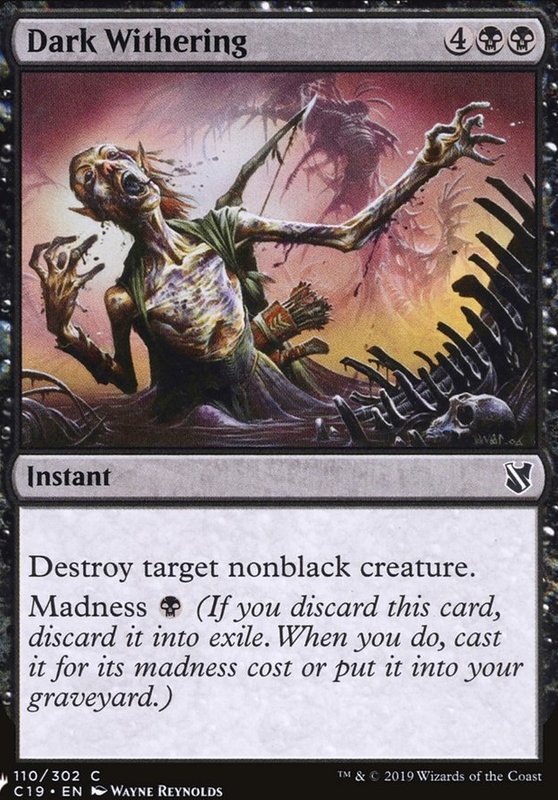 Dark Withering
4
Instant
Destroy target nonblack creature.
Madness (If you discard this card,
discard it into exile. When you do, cast
it for its madness cost or put it into your
graveyard.)
110/302 C
C19 • EN WAYNE REYNOLDS
™ & © 2019 Wizards of the Coast